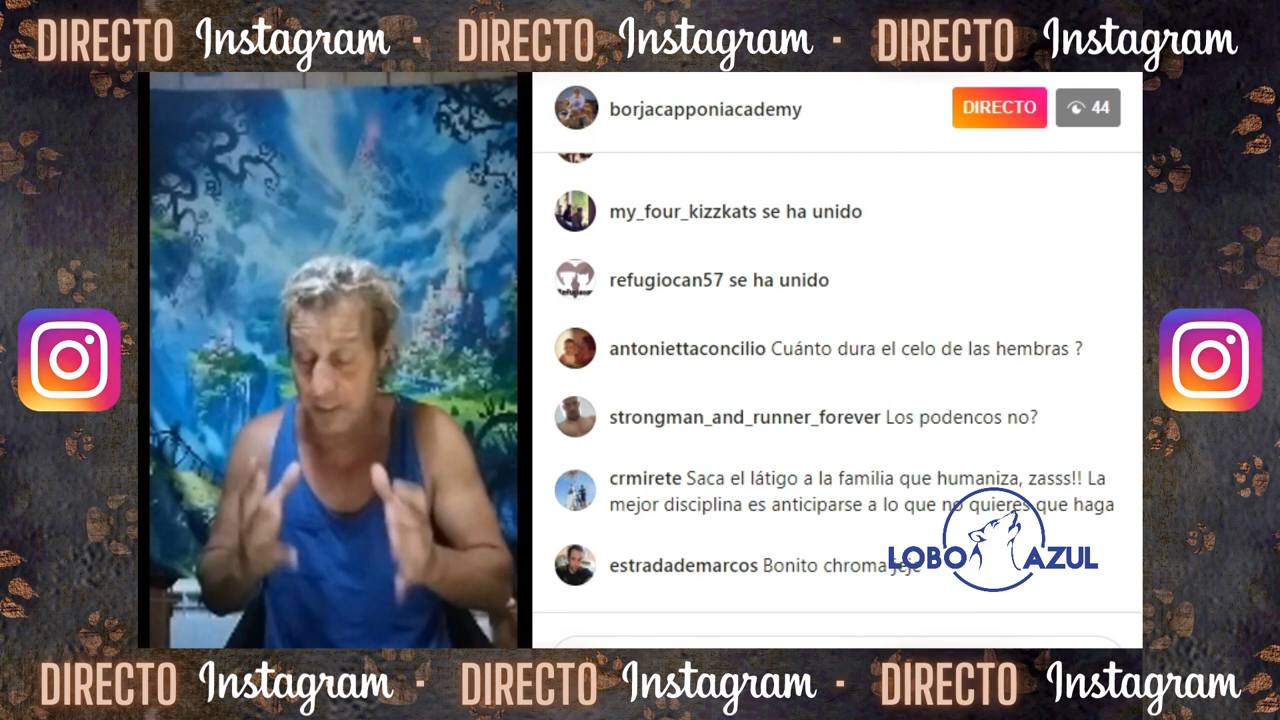 DIRECTO Instagram · DIRECTO Instagram · DIRECTO Instagram
borjacapponiacademy
DIRECTO
44
my_four_kizzkats se ha unido
refugiocan57 se ha unido
antoniettaconcilio Cuánto dura el celo de las hembras ?
strongman_and_runner_forever Los podencos no?
crmirete Saca el látigo a la familia que humaniza, zasss!! La
mejor disciplina es anticiparse a lo que no quieres que haga
estradademarcos Bonito chroma jeje
LOBO AZUL
DIRECTO Instagram · DIRECTO Instagram · DIRECTO Instagram